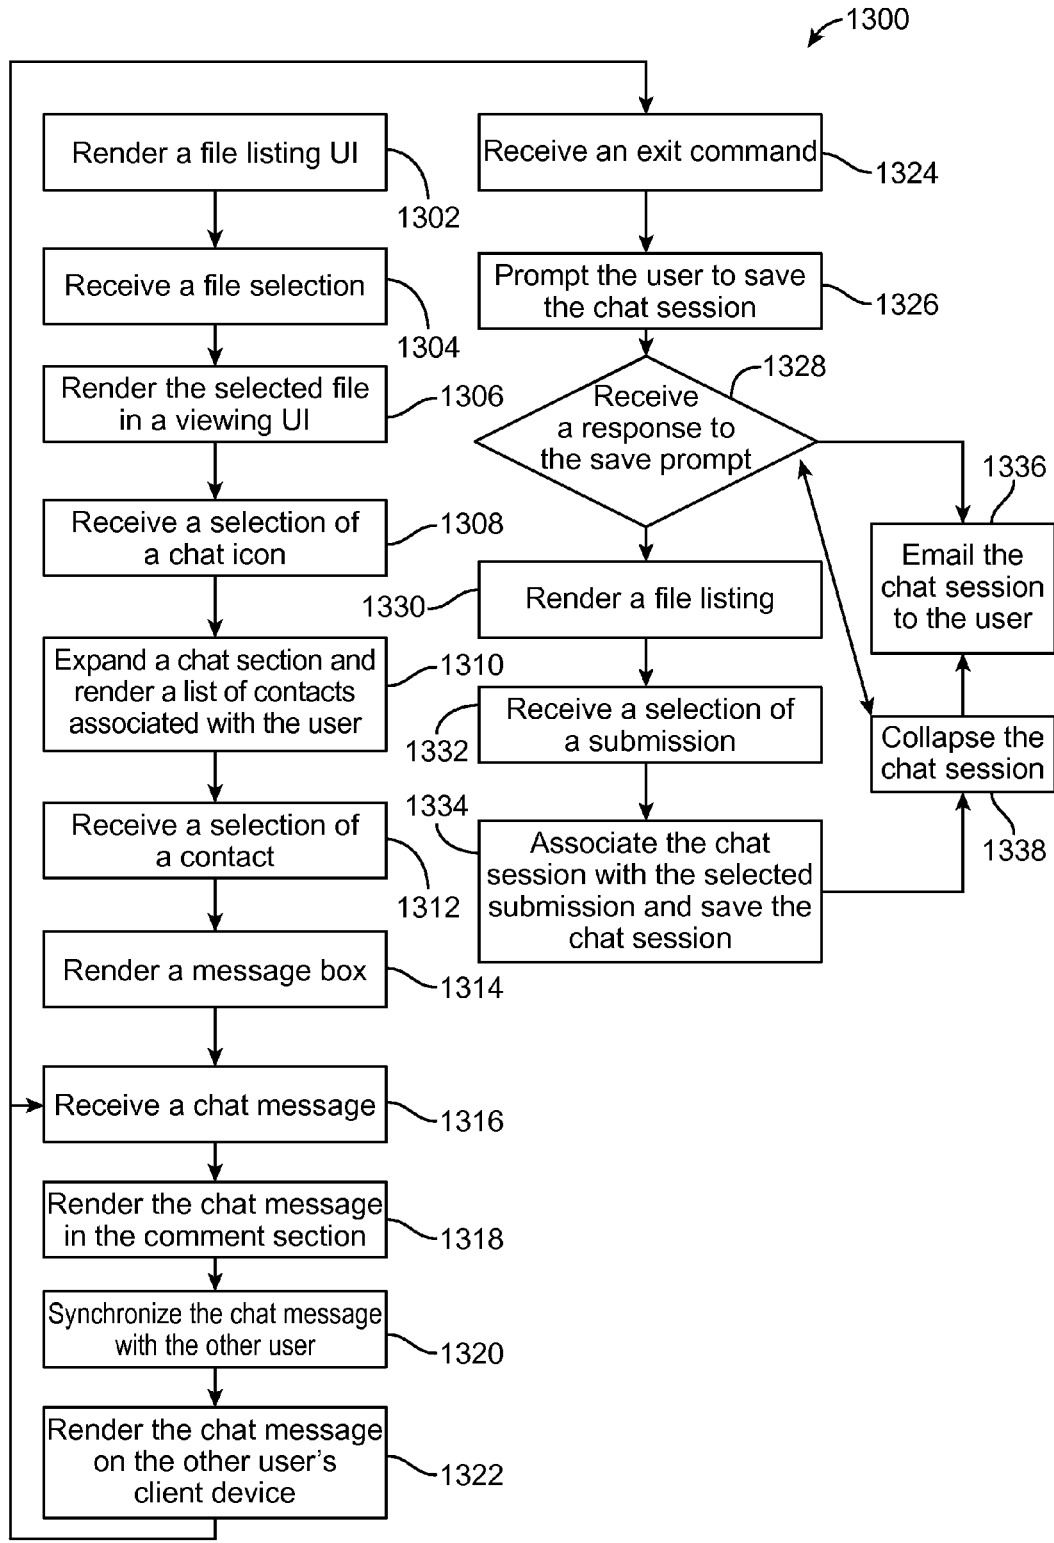 1300
Render a file listing UI
1302
Receive a file selection
1304
Render the selected file
in a viewing UI
1306
Receive a selection of
a chat icon
1308
Expand a chat section and
render a list of contacts
associated with the user
1310
Receive a selection of
a contact
1312
Render a message box
1314
Receive a chat message
1316
Render the chat message
in the comment section
1318
Synchronize the chat message
with the other user
1320
Render the chat message
on the other user's
client device
1322
Receive an exit command
1324
Prompt the user to save
the chat session
1326
Receive
a response to
the save prompt
1328
Render a file listing
1330
Receive a selection of
a submission
1332
Associate the chat
session with the selected
submission and save the
chat session
1334
1336
Email the
chat session
to the user
Collapse the
chat session
1338